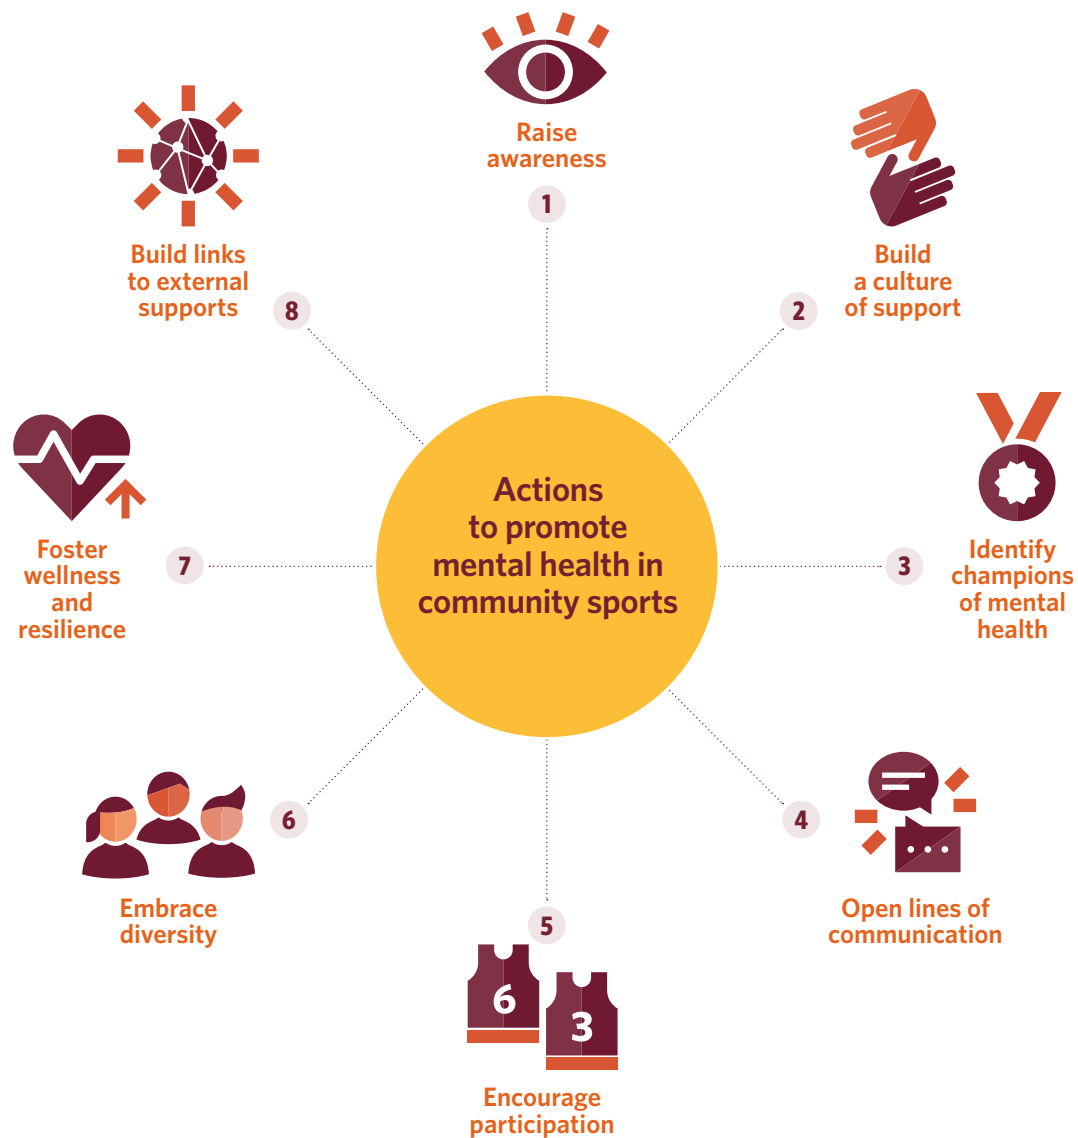 Actions
to promote
mental health in
community sports
Raise
awareness
1
2
Build
a culture
of support
3
Identify
champions
of mental
health
4
Open lines of
communication
5
6
3
Encourage
participation
6
Embrace
diversity
7
Foster
wellness
and
resilience
8
Build links
to external
supports